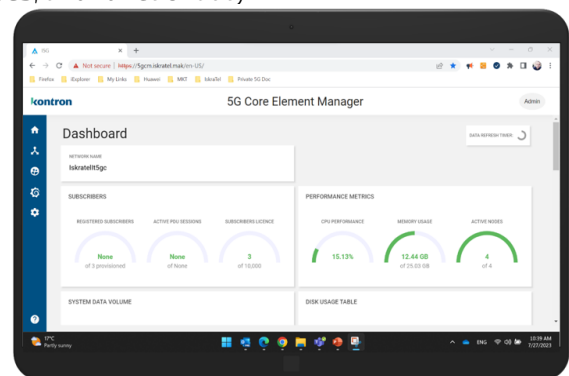 5G
Not secure | https://5gcm.iskratel.mak/en-US/
Firefox iExplorer My Links Huawei MKT Iskratel Private 5G Doc
kontron
5G Core Element Manager
Admin
Dashboard
DATA REFRESH TIMER
NETWORK NAME
Iskratellt5gc
SUBSCRIBERS
REGISTERED SUBSCRIBERS ACTIVE PDU SESSIONS SUBSCRIBERS LICENCE
None None 3
of 3 provisioned of None of 10,000
PERFORMANCE METRICS
CPU PERFORMANCE MEMORY USAGE ACTIVE NODES
15.13% 12.44 GB 4
of 25.03 GB of 4
SYSTEM DATA VOLUME
DISK USAGE TABLE
17°C
Partly sunny
ENG
10:39 AM
7/27/2023